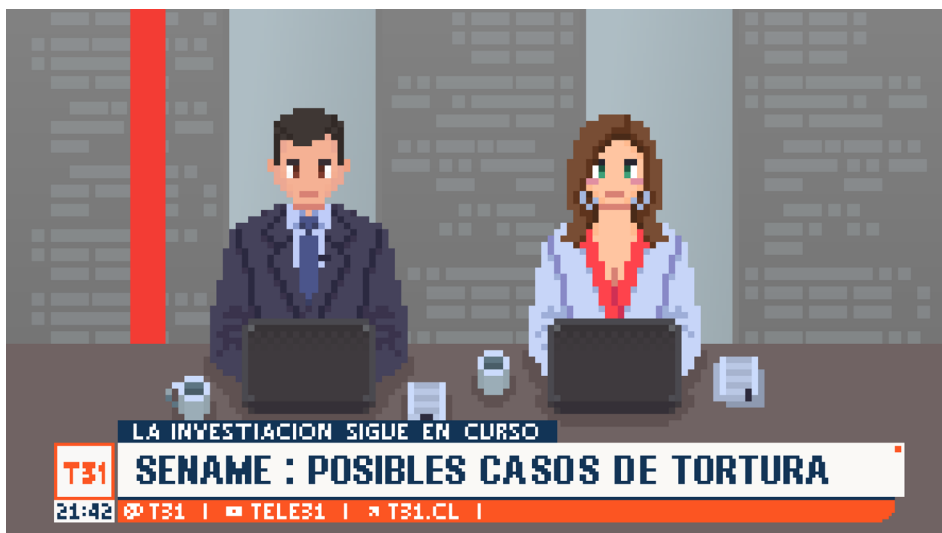 LA INVESTIACION SIGUE EN CURSO
T31
SENAME : POSIBLES CASOS DE TORTURA
21:42
T31 | TELE31 | T31.CL |